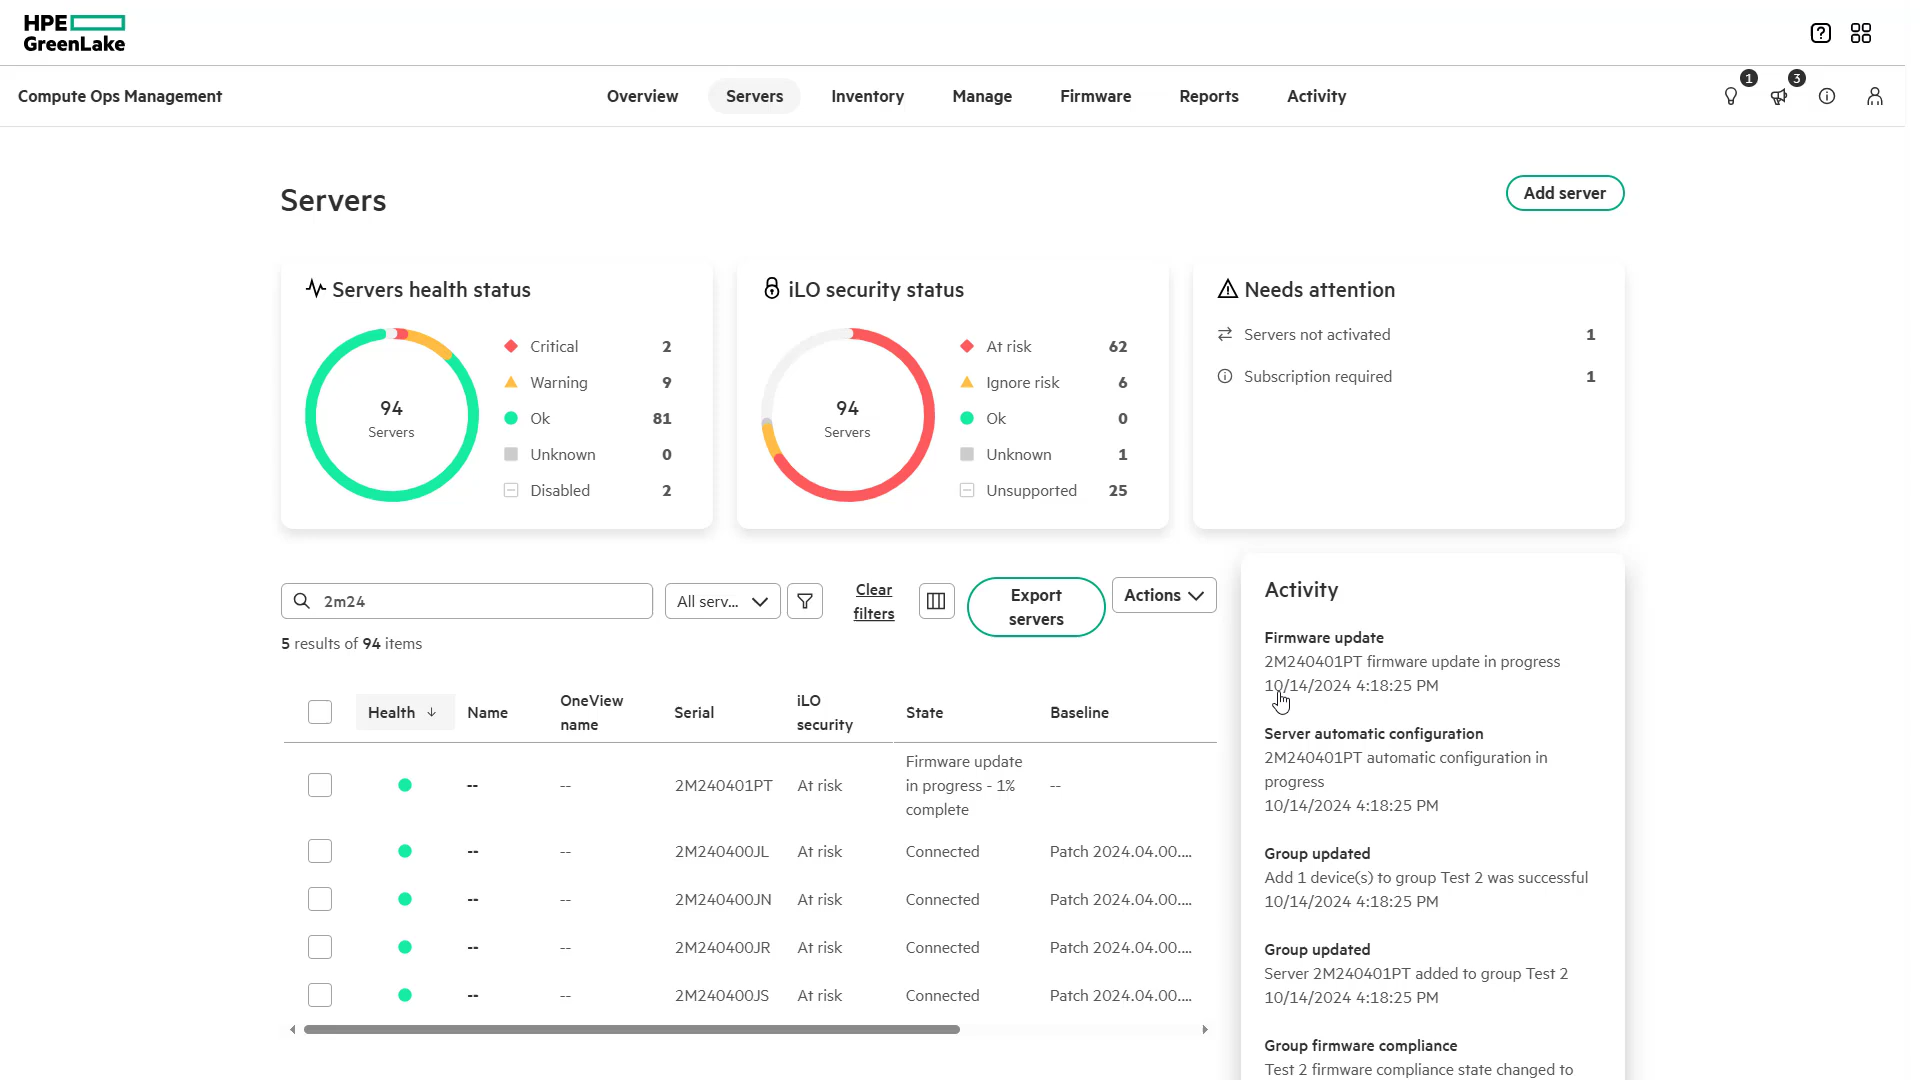 HPE
GreenLake
Compute Ops Management
Overview
Servers
Inventory
Manage
Firmware
Reports
Activity
1
3
Servers
Add server
Servers health status
94
Servers
Critical 2
Warning 9
Ok 81
Unknown 0
Disabled 2
iLO security status
94
Servers
At risk 62
Ignore risk 6
Ok 0
Unknown 1
Unsupported 25
Needs attention
Servers not activated 1
Subscription required 1
2m24
All serv...
Clear
filters
Export
servers
Actions
5 results of 94 items
Health
Name
OneView
name
Serial
iLO
security
State
Baseline
-- -- 2M240401PT At risk Firmware update
in progress - 1%
complete --
-- -- 2M240400JL At risk Connected Patch 2024.04.00....
-- -- 2M240400JN At risk Connected Patch 2024.04.00....
-- -- 2M240400JR At risk Connected Patch 2024.04.00....
-- -- 2M240400JS At risk Connected Patch 2024.04.00....
Activity
Firmware update
2M240401PT firmware update in progress
10/14/2024 4:18:25 PM
Server automatic configuration
2M240401PT automatic configuration in
progress
10/14/2024 4:18:25 PM
Group updated
Add 1 device(s) to group Test 2 was successful
10/14/2024 4:18:25 PM
Group updated
Server 2M240401PT added to group Test 2
10/14/2024 4:18:25 PM
Group firmware compliance
Test 2 firmware compliance state changed to